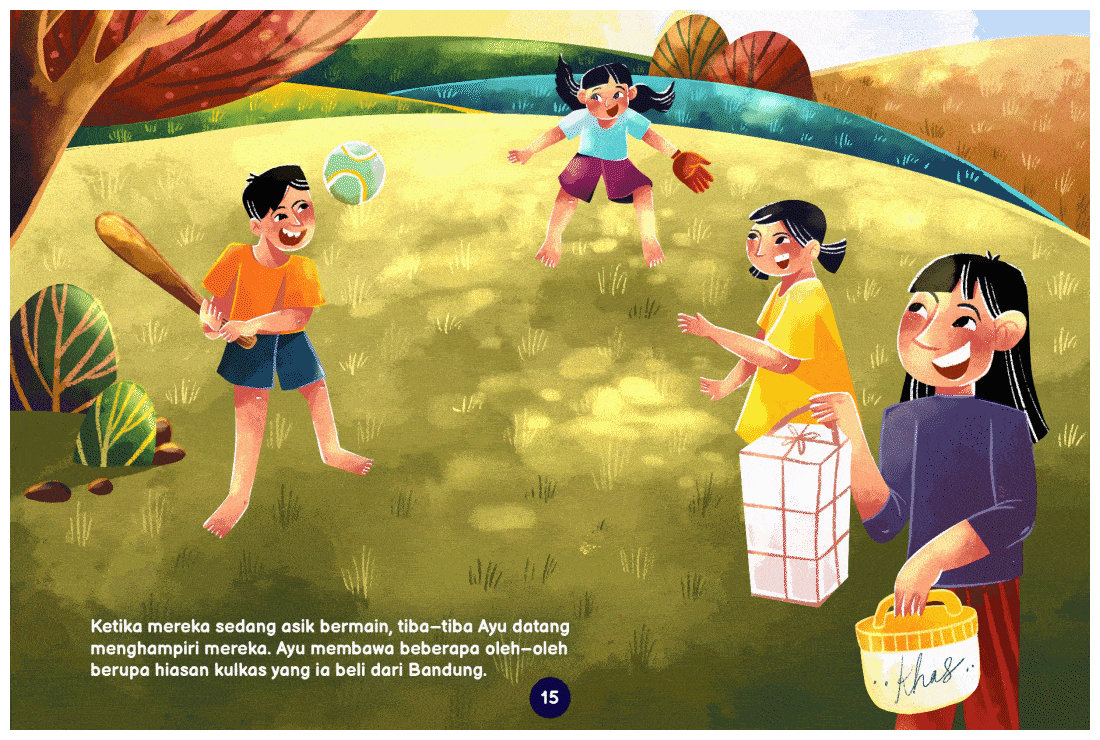 ..Khas..
Ketika mereka sedang asik bermain, tiba-tiba Ayu datang
menghampiri mereka. Ayu membawa beberapa oleh-oleh
berupa hiasan kulkas yang ia beli dari Bandung.
15